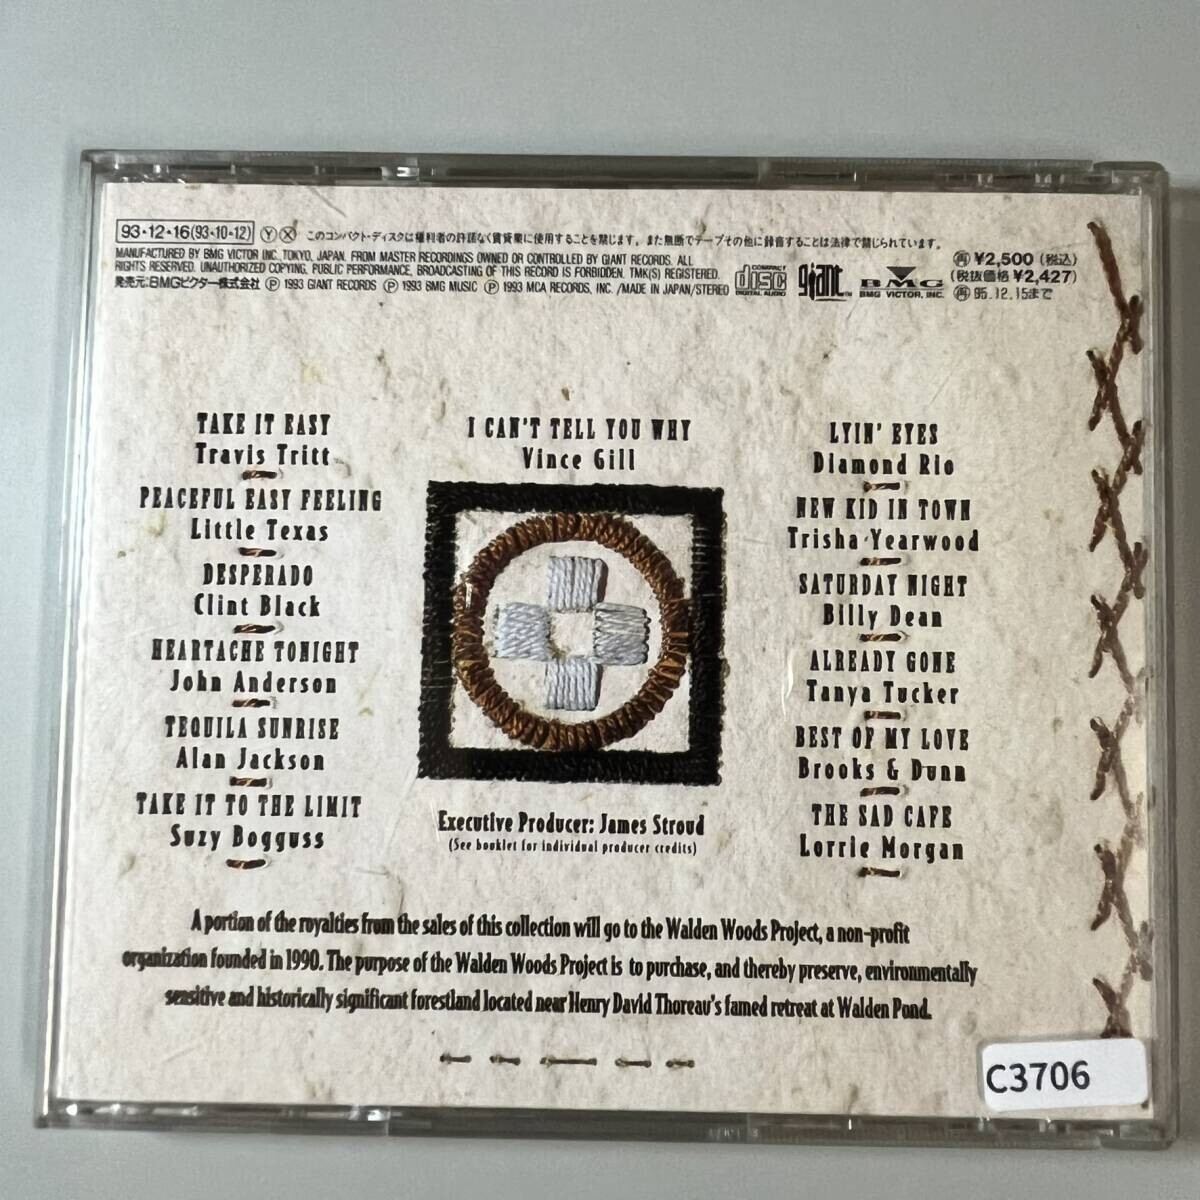 93・12・16(93・10・12) Ⓨ Ⓧ このコンパクト・ディスクは権利者の許諾なく賃貸業に使用することを禁じます。また無断でテープその他に録音することは法律で禁じられています。
MANUFACTURED BY BMG VICTOR INC. TOKYO, JAPAN. FROM MASTER RECORDINGS OWNED OR CONTROLLED BY GIANT RECORDS. ALL
RIGHTS RESERVED. UNAUTHORIZED COPYING, PUBLIC PERFORMANCE, BROADCASTING OF THIS RECORD IS FORBIDDEN. TMK(S) REGISTERED.
発売元:BMGビクター株式会社 Ⓟ 1993 GIANT RECORDS Ⓟ 1993 BMG MUSIC Ⓟ 1993 MCA RECORDS, INC. /MADE IN JAPAN/STEREO
COMPACT
disc
DIGITAL AUDIO
giant
BMG
BMG VICTOR, INC.
㊢ ¥2,500 (税込)
(税抜価格 ¥2,427)
㊢ 95.12.15まで
TAKE IT EASY
Travis Tritt
PEACEFUL EASY FEELING
Little Texas
DESPERADO
Clint Black
HEARTACHE TONIGHT
John Anderson
TEQUILA SUNRISE
Alan Jackson
TAKE IT TO THE LIMIT
Suzy Bogguss
I CAN'T TELL YOU WHY
Vince Gill
Executive Producer: James Stroud
(See booklet for individual producer credits)
LYIN' EYES
Diamond Rio
NEW KID IN TOWN
Trisha Yearwood
SATURDAY NIGHT
Billy Dean
ALREADY GONE
Tanya Tucker
BEST OF MY LOVE
Brooks & Dunn
THE SAD CAFE
Lorrie Morgan
A portion of the royalties from the sales of this collection will go to the Walden Woods Project, a non-profit
organization founded in 1990. The purpose of the Walden Woods Project is to purchase, and thereby preserve, environmentally
sensitive and historically significant forestland located near Henry David Thoreau's famed retreat at Walden Pond.
C3706